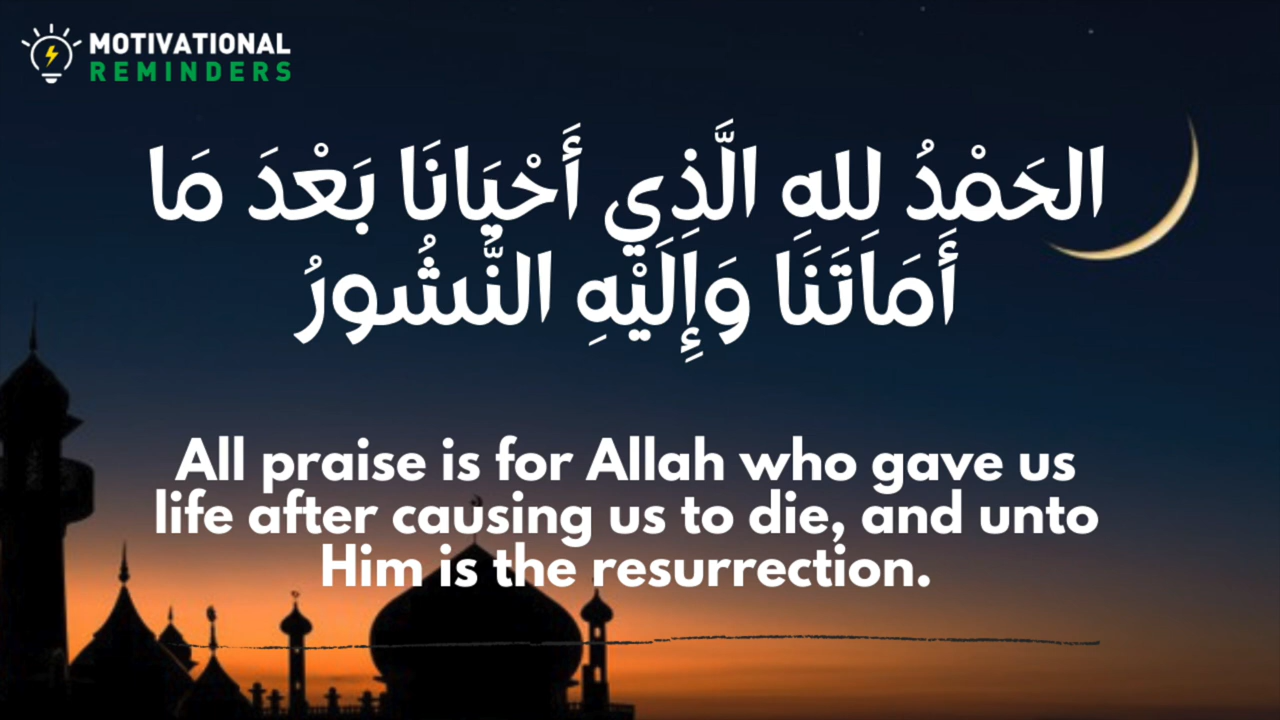 MOTIVATIONAL
REMINDERS
الحَمْدُ للهِ الَّذِي أَحْيَانَا بَعْدَ مَا
أَمَاتَنَا وَإِلَيْهِ النُّشُورُ
All praise is for Allah who gave us
life after causing us to die, and unto
Him is the resurrection.